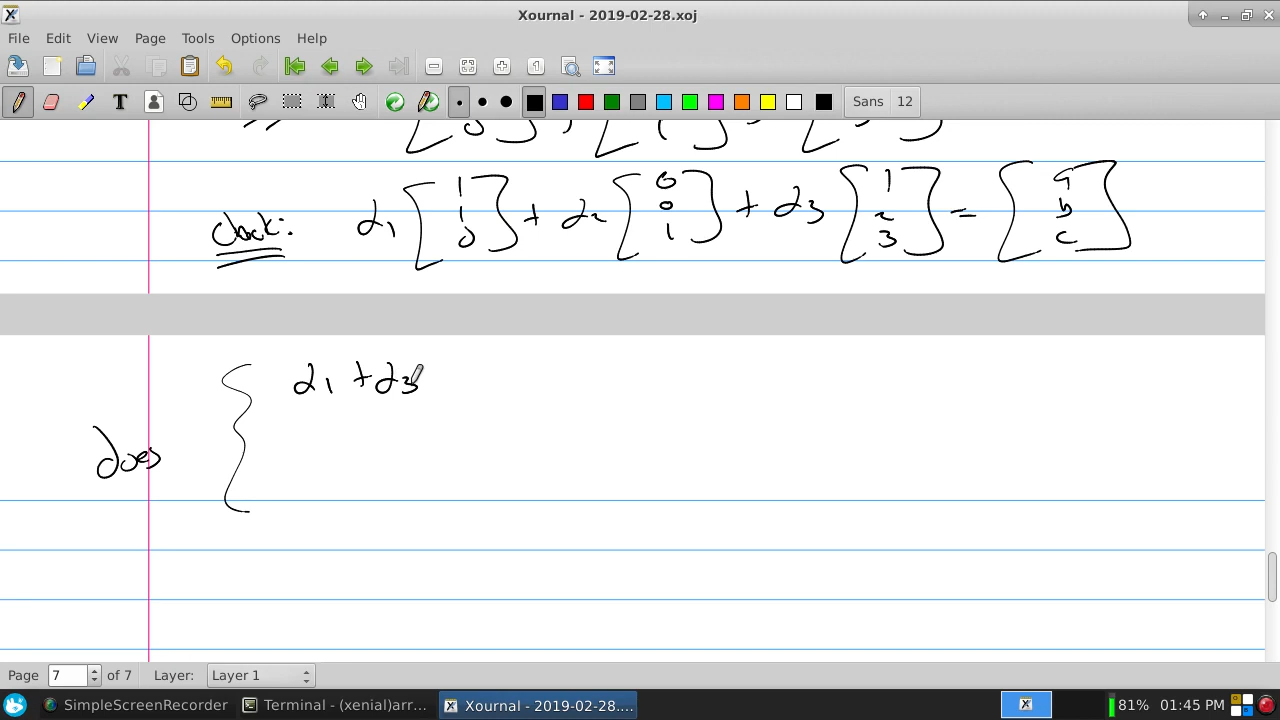 Xournal - 2019-02-28.xoj
File Edit View Page Tools Options Help
Sans 12
check: α1 [1 1 0] + α2 [0 0 1] + α3 [1 2 3] = [a b c]
α1 + α3
does
Page 7 of 7 Layer: Layer 1
SimpleScreenRecorder Terminal - (xenial)arr... Xournal - 2019-02-28.... 81% 01:45 PM